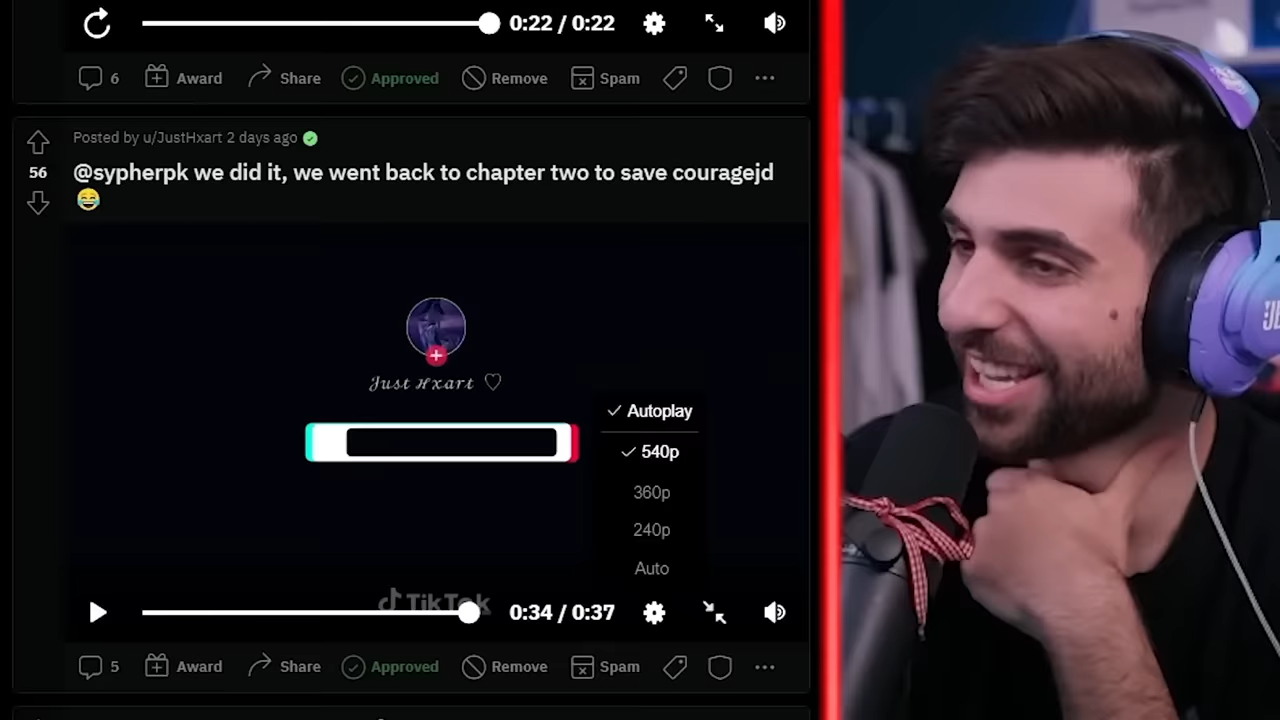 0:22 / 0:22
6 Award Share Approved Remove Spam
Posted by u/JustHxart 2 days ago
56
@sypherpk we did it, we went back to chapter two to save couragejd
😂
Just Hxart ♡
Autoplay
540p
360p
240p
Auto
TikTok
0:34 / 0:37
5 Award Share Approved Remove Spam